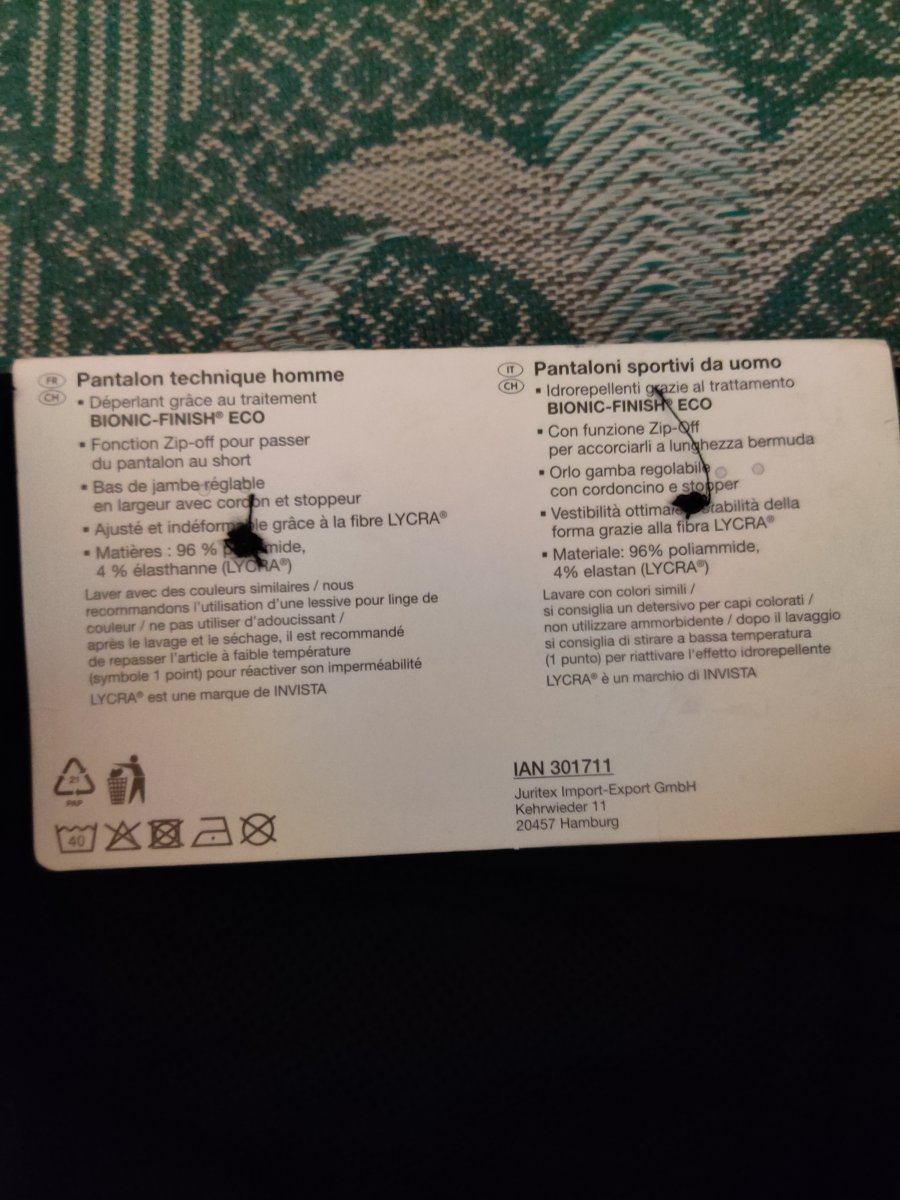 FR
CH
Pantalon technique homme
▪ Déperlant grâce au traitement
BIONIC-FINISH® ECO
▪ Fonction Zip-off pour passer
du pantalon au short
▪ Bas de jambe réglable
en largeur avec cordon et stoppeur
▪ Ajusté et indéformable grâce à la fibre LYCRA®
▪ Matières : 96 %
4 % élasthanne (LYCRA®)
Laver avec des couleurs similaires / nous
recommandons l'utilisation d'une lessive pour linge de
couleur / ne pas utiliser d'adoucissant /
après le lavage et le séchage, il est recommandé
de repasser l'article à faible température
(symbole 1 point) pour réactiver son imperméabilité
LYCRA® est une marque de INVISTA
21
PAP
40
IT
CH
Pantaloni sportivi da uomo
▪ Idrorepellenti grazie al trattamento
BIONIC-FINISH® ECO
▪ Con funzione Zip-Off
per accorciarli a lunghezza bermuda
▪ Orlo gamba regolabile
con cordoncino e stopper
▪ Vestibilità ottimale della
forma grazie alla fibra LYCRA®
▪ Materiale: 96% poliammide,
4% elastan (LYCRA®)
Lavare con colori simili /
si consiglia un detersivo per capi colorati /
non utilizzare ammorbidente / dopo il lavaggio
si consiglia di stirare a bassa temperatura
(1 punto) per riattivare l'effetto idrorepellente
LYCRA® è un marchio di INVISTA
IAN 301711
Juritex Import-Export GmbH
Kehrwieder 11
20457 Hamburg